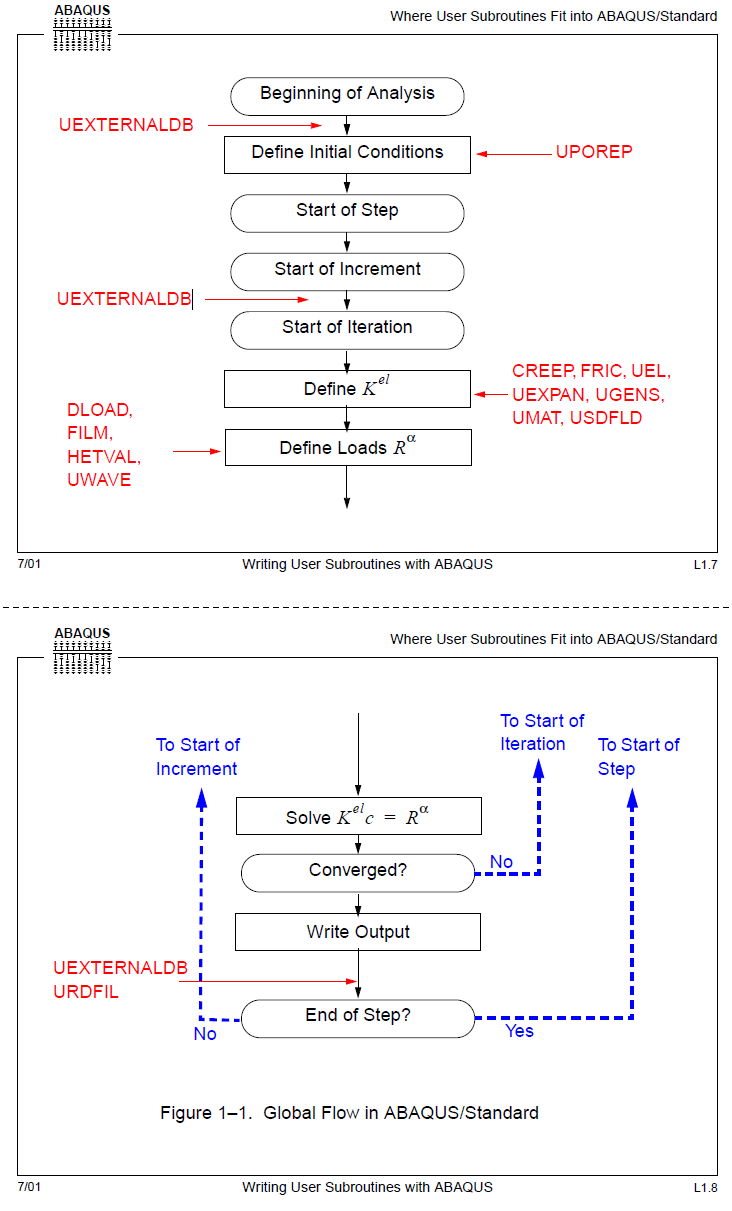 ABAQUS
Where User Subroutines Fit into ABAQUS/Standard
Beginning of Analysis
UEXTERNALDB
Define Initial Conditions
UPOREP
Start of Step
Start of Increment
UEXTERNALDB
Start of Iteration
Define K^el
CREEP, FRIC, UEL,
UEXPAN, UGENS,
UMAT, USDFLD
DLOAD,
FILM,
HETVAL,
UWAVE
Define Loads R^α
7/01
Writing User Subroutines with ABAQUS
L1.7
ABAQUS
Where User Subroutines Fit into ABAQUS/Standard
To Start of
Increment
To Start of
Iteration
To Start of
Step
Solve K^el c = R^α
Converged?
No
Write Output
UEXTERNALDB
URDFIL
End of Step?
No
Yes
Figure 1–1. Global Flow in ABAQUS/Standard
7/01
Writing User Subroutines with ABAQUS
L1.8